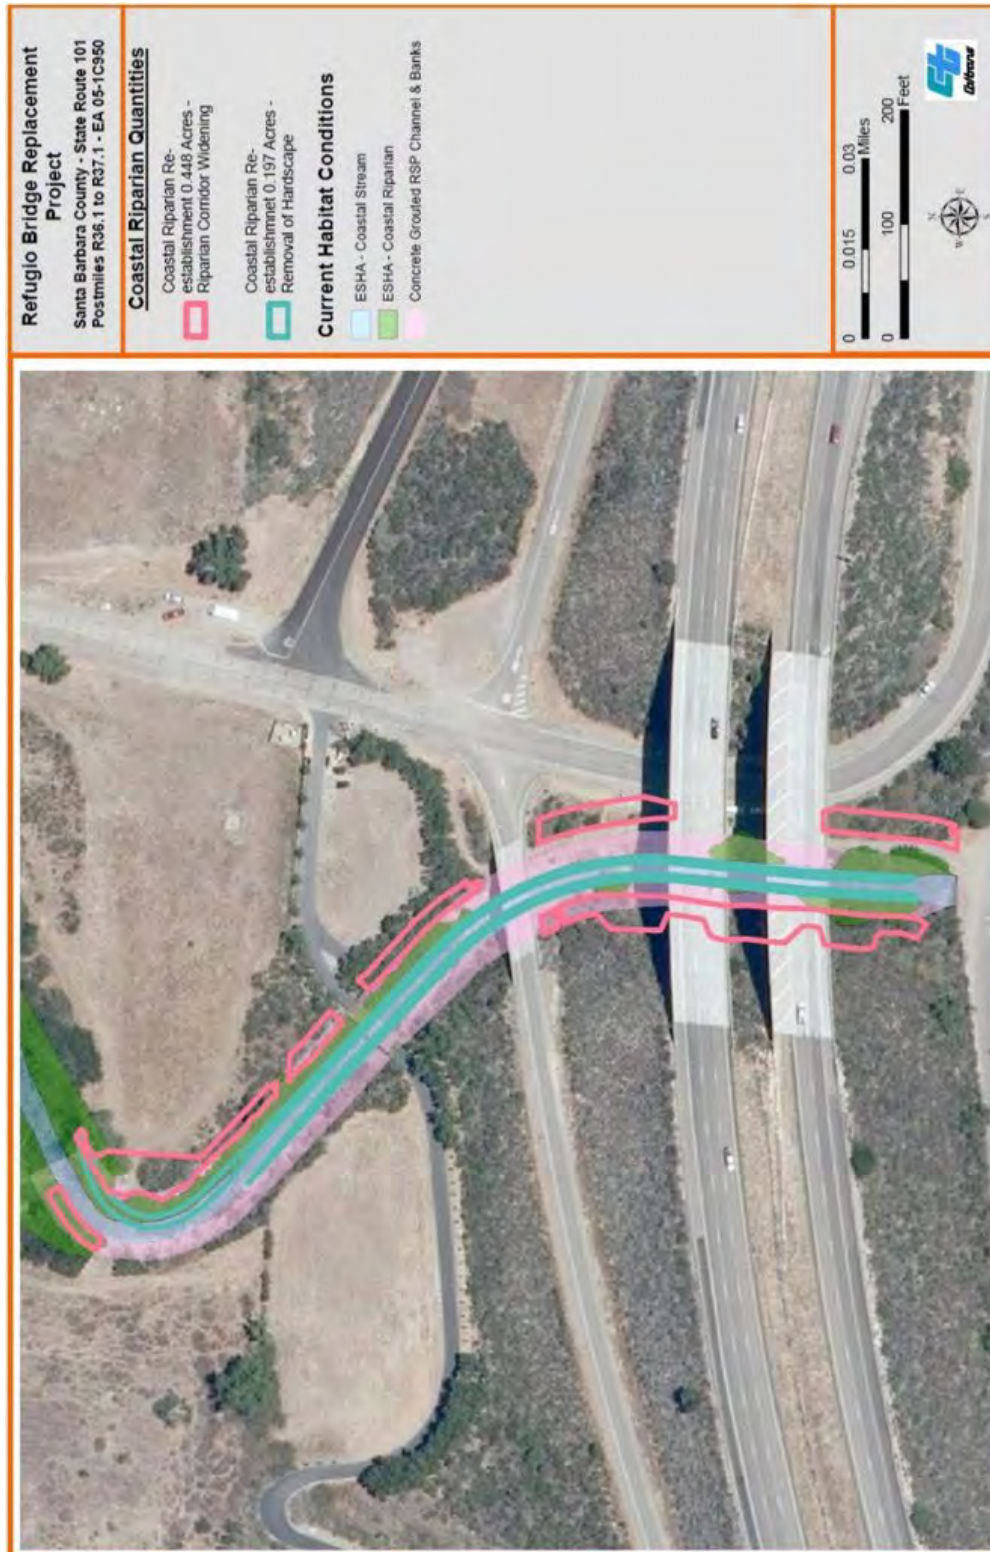 Refugio Bridge Replacement
Project
Santa Barbara County - State Route 101
Postmiles R36.1 to R37.1 - EA 05-1C950
Coastal Riparian Quantities
Coastal Riparian Re-
establishment 0.448 Acres -
Riparian Corridor Widening
Coastal Riparian Re-
establishmnet 0.197 Acres -
Removal of Hardscape
Current Habitat Conditions
ESHA - Coastal Stream
ESHA - Coastal Riparian
Concrete Grouted RSP Channel & Banks
0 0.015 0.03
Miles
0 100 200
Feet
N
W E
S
Caltrans